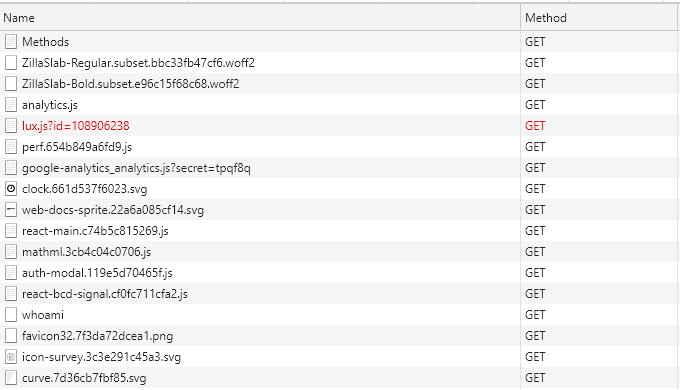 Name Method
Methods GET
ZillaSlab-Regular.subset.bbc33fb47cf6.woff2 GET
ZillaSlab-Bold.subset.e96c15f68c68.woff2 GET
analytics.js GET
lux.js?id=108906238 GET
perf.654b849a6fd9.js GET
google-analytics_analytics.js?secret=tpqf8q GET
clock.661d537f6023.svg GET
web-docs-sprite.22a6a085cf14.svg GET
react-main.c74b5c815269.js GET
mathml.3cb4c04c0706.js GET
auth-modal.119e5d70465f.js GET
react-bcd-signal.cf0fc711cfa2.js GET
whoami GET
favicon32.7f3da72dcea1.png GET
icon-survey.3c3e291c45a3.svg GET
curve.7d36cb7fbf85.svg GET